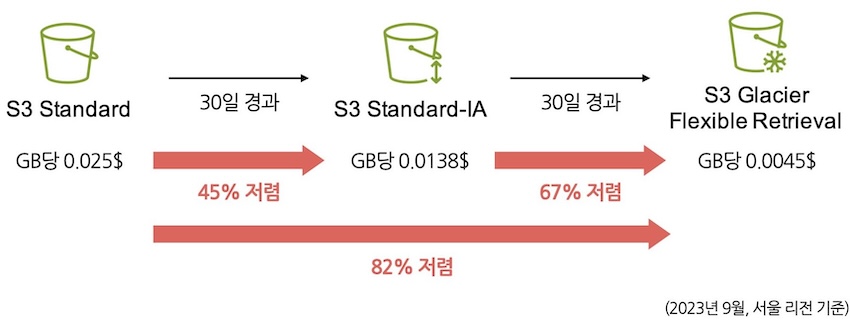 30일 경과
30일 경과
S3 Standard
S3 Standard-IA
S3 Glacier
Flexible Retrieval
GB당 0.025$
GB당 0.0138$
GB당 0.0045$
45% 저렴
67% 저렴
82% 저렴
(2023년 9월, 서울 리전 기준)